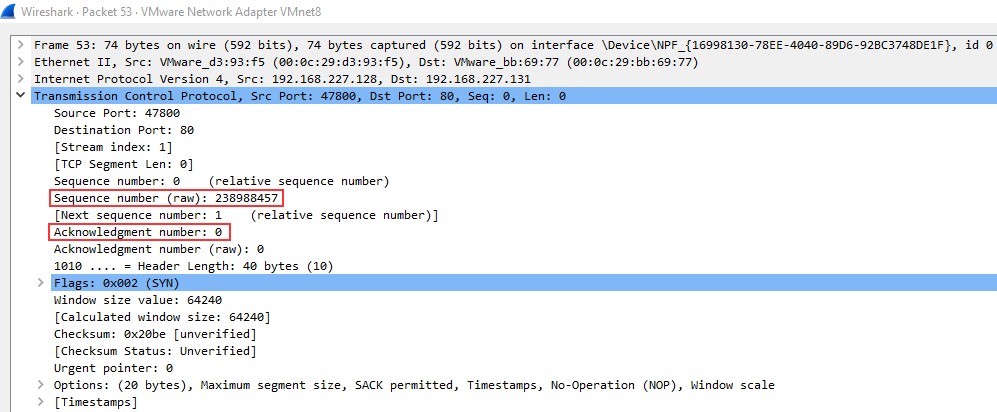 Wireshark · Packet 53 · VMware Network Adapter VMnet8
Frame 53: 74 bytes on wire (592 bits), 74 bytes captured (592 bits) on interface \Device\NPF_{16998130-78EE-4040-89D6-92BC3748DE1F}, id 0
Ethernet II, Src: VMware_d3:93:f5 (00:0c:29:d3:93:f5), Dst: VMware_bb:69:77 (00:0c:29:bb:69:77)
Internet Protocol Version 4, Src: 192.168.227.128, Dst: 192.168.227.131
Transmission Control Protocol, Src Port: 47800, Dst Port: 80, Seq: 0, Len: 0
Source Port: 47800
Destination Port: 80
[Stream index: 1]
[TCP Segment Len: 0]
Sequence number: 0    (relative sequence number)
Sequence number (raw): 238988457
[Next sequence number: 1    (relative sequence number)]
Acknowledgment number: 0
Acknowledgment number (raw): 0
1010 .... = Header Length: 40 bytes (10)
Flags: 0x002 (SYN)
Window size value: 64240
[Calculated window size: 64240]
Checksum: 0x20be [unverified]
[Checksum Status: Unverified]
Urgent pointer: 0
Options: (20 bytes), Maximum segment size, SACK permitted, Timestamps, No-Operation (NOP), Window scale
[Timestamps]